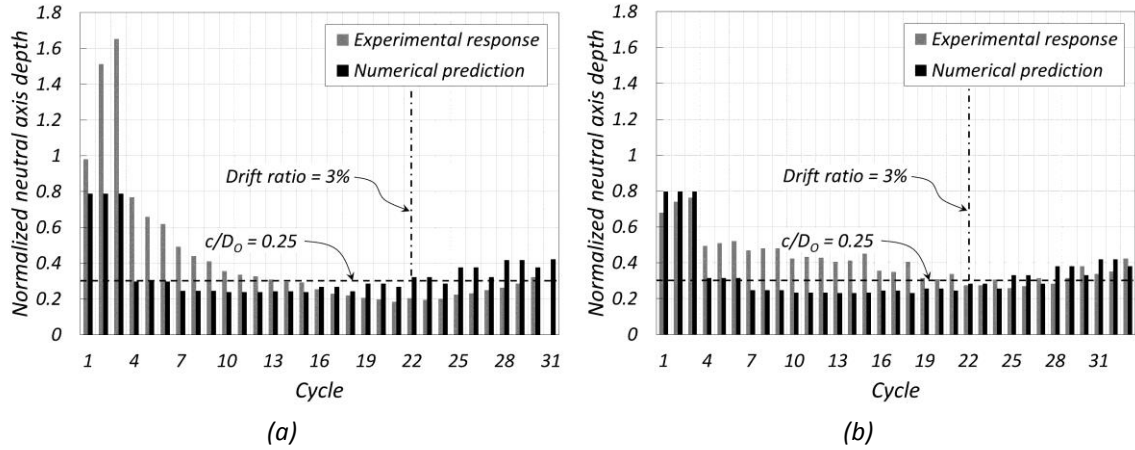 Normalized neutral axis depth
1.8
1.6
1.4
1.2
1
0.8
0.6
0.4
0.2
0
Experimental response
Numerical prediction
Drift ratio = 3%
c/DO = 0.25
1 4 7 10 13 16 19 22 25 28 31
Cycle
(a)
Normalized neutral axis depth
1.8
1.6
1.4
1.2
1
0.8
0.6
0.4
0.2
0
Experimental response
Numerical prediction
Drift ratio = 3%
c/DO = 0.25
1 4 7 10 13 16 19 22 25 28 31
Cycle
(b)